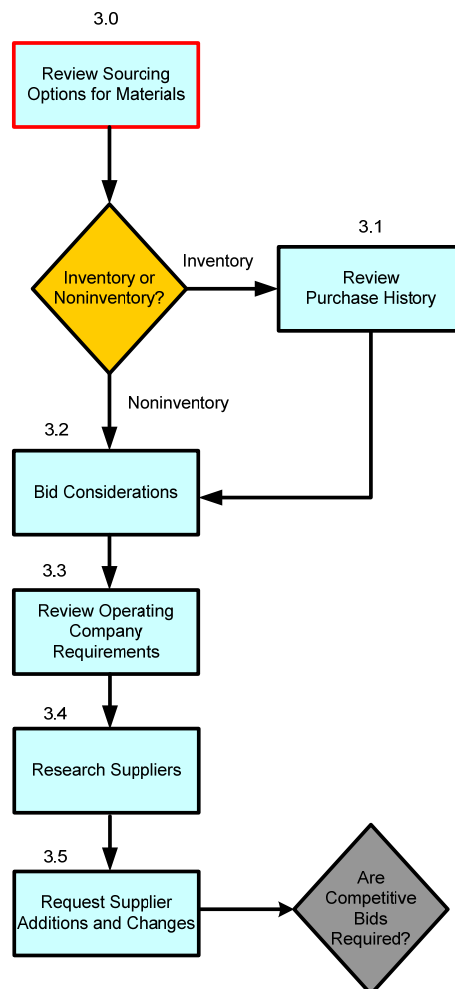 3.0
Review Sourcing
Options for Materials
Inventory or
Noninventory?
Inventory
3.1
Review
Purchase History
Noninventory
3.2
Bid Considerations
3.3
Review Operating
Company
Requirements
3.4
Research Suppliers
3.5
Request Supplier
Additions and Changes
Are
Competitive
Bids
Required?